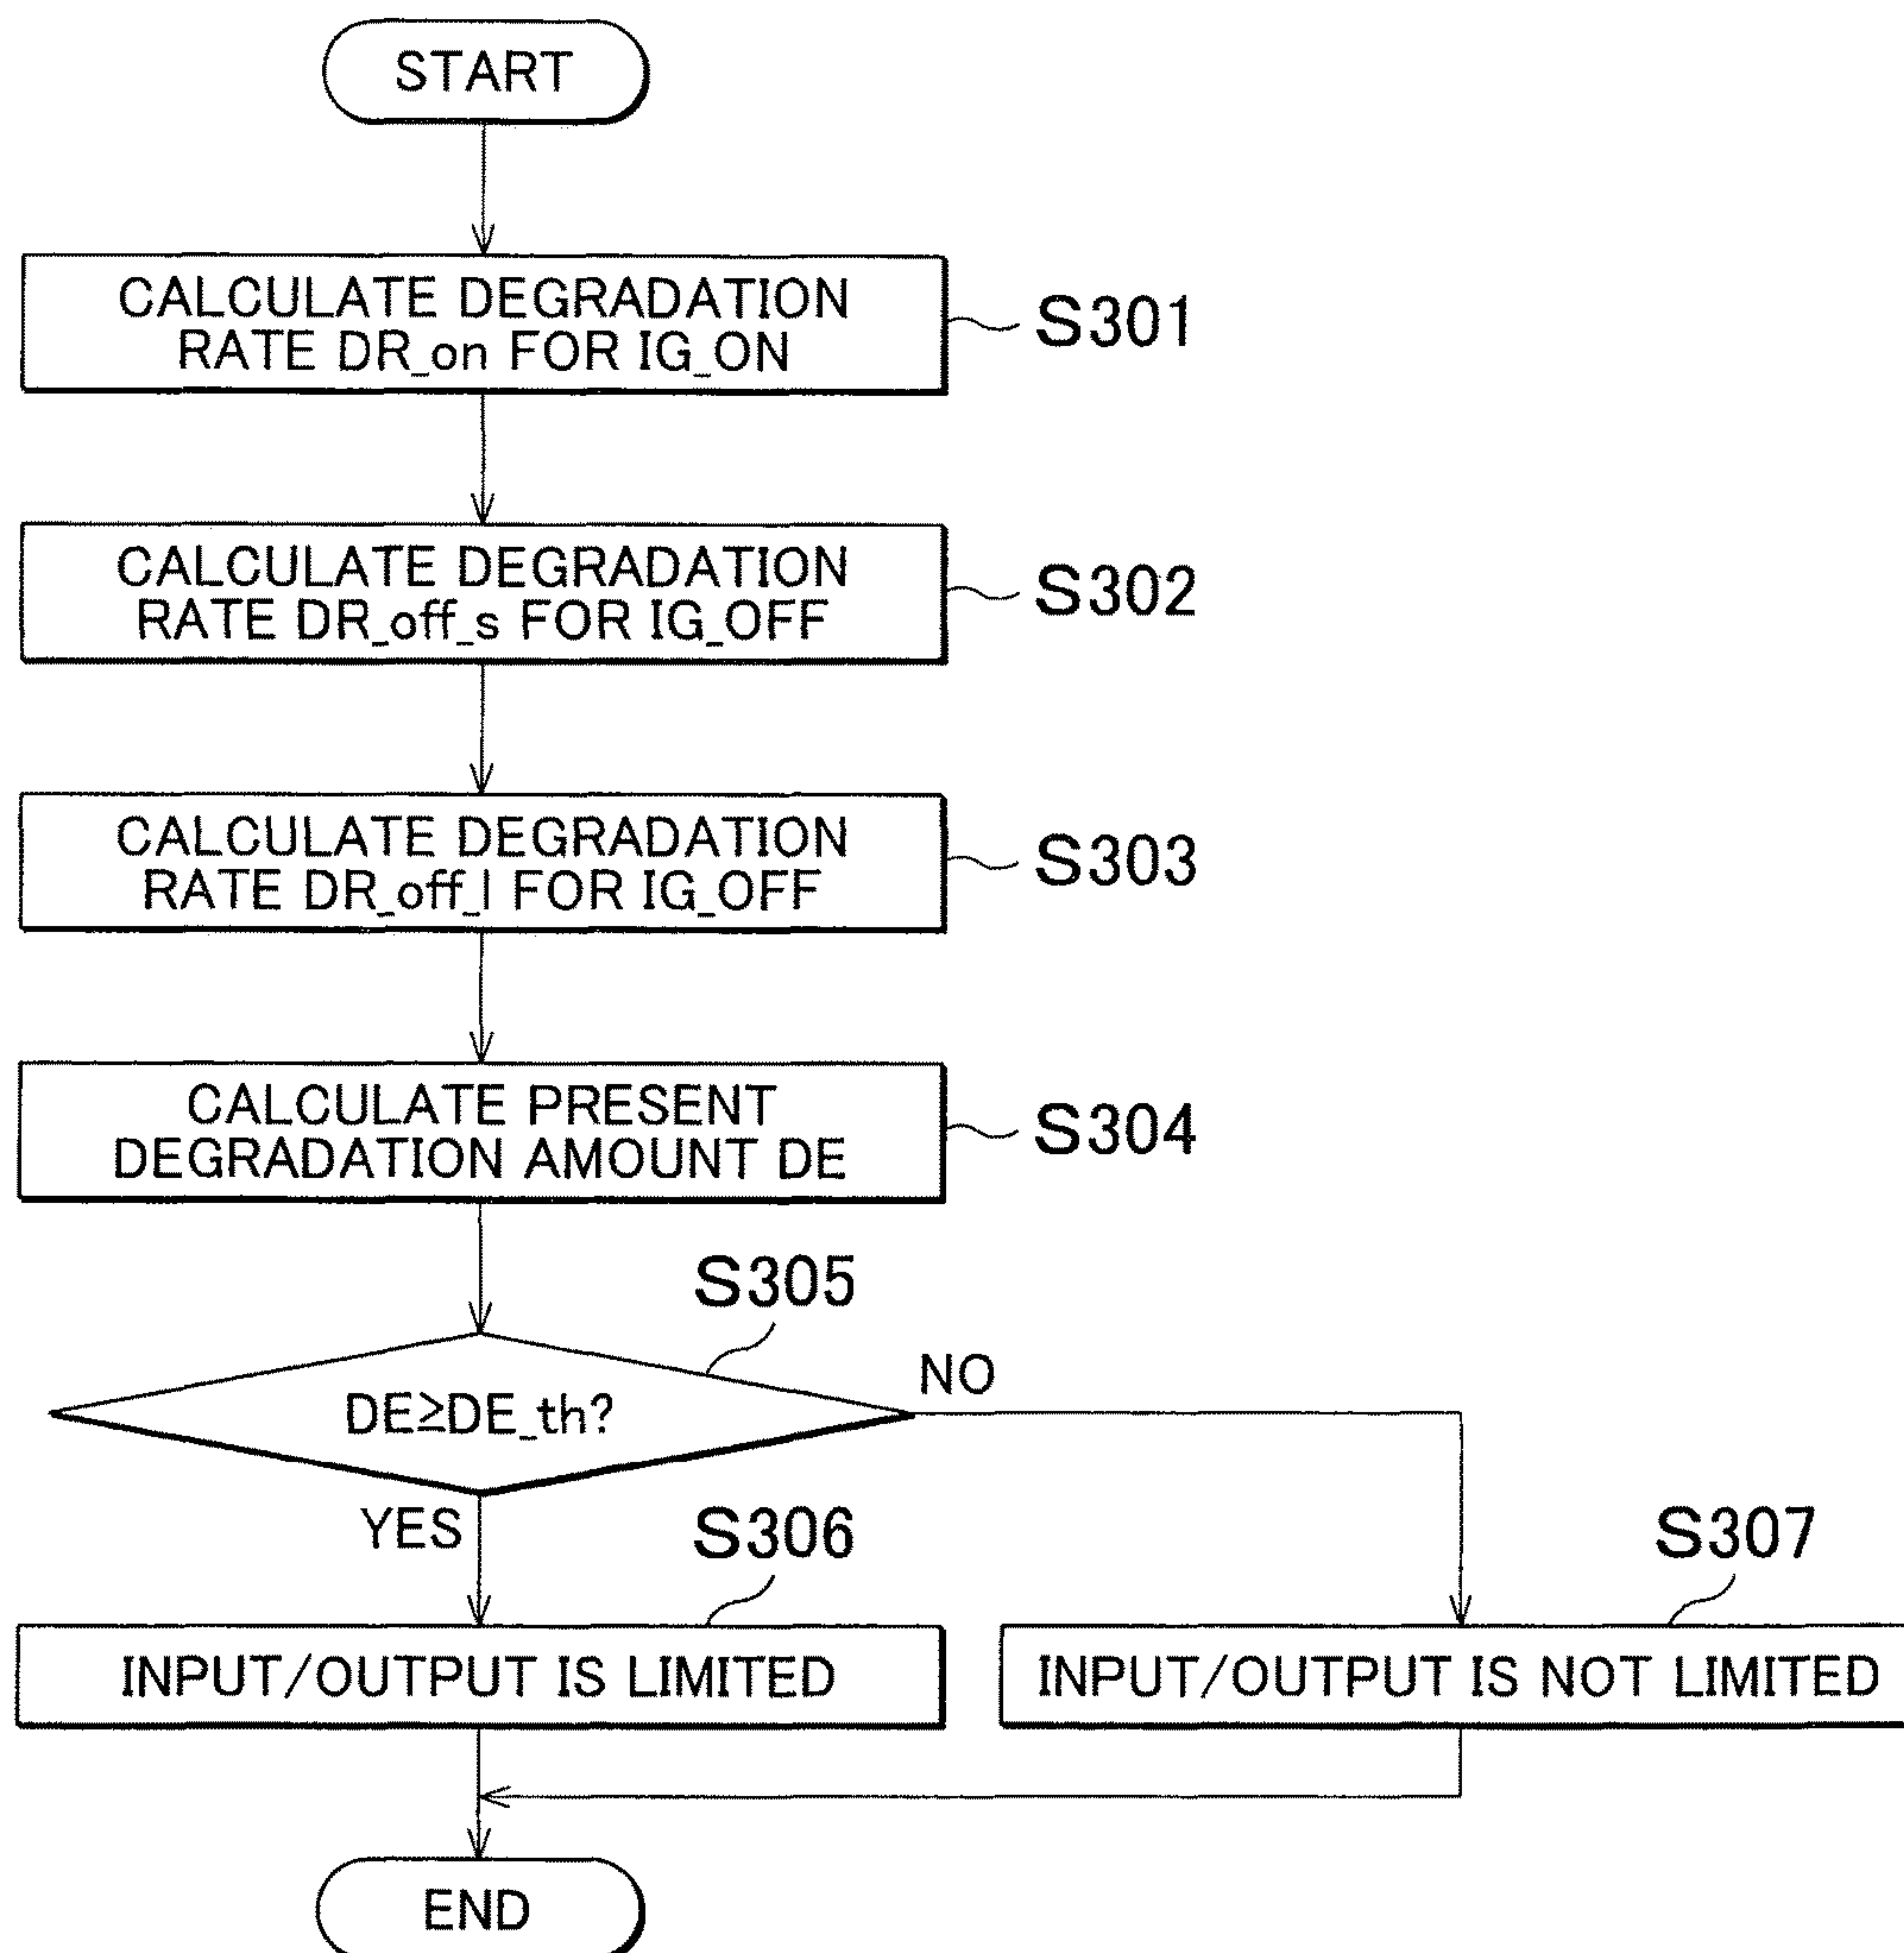 START
CALCULATE DEGRADATION
RATE DR_on FOR IG_ON
S301
CALCULATE DEGRADATION
RATE DR_off_s FOR IG_OFF
S302
CALCULATE DEGRADATION
RATE DR_off_l FOR IG_OFF
S303
CALCULATE PRESENT
DEGRADATION AMOUNT DE
S304
S305
DE≥DE_th?
NO
YES
S306
S307
INPUT/OUTPUT IS LIMITED
INPUT/OUTPUT IS NOT LIMITED
END